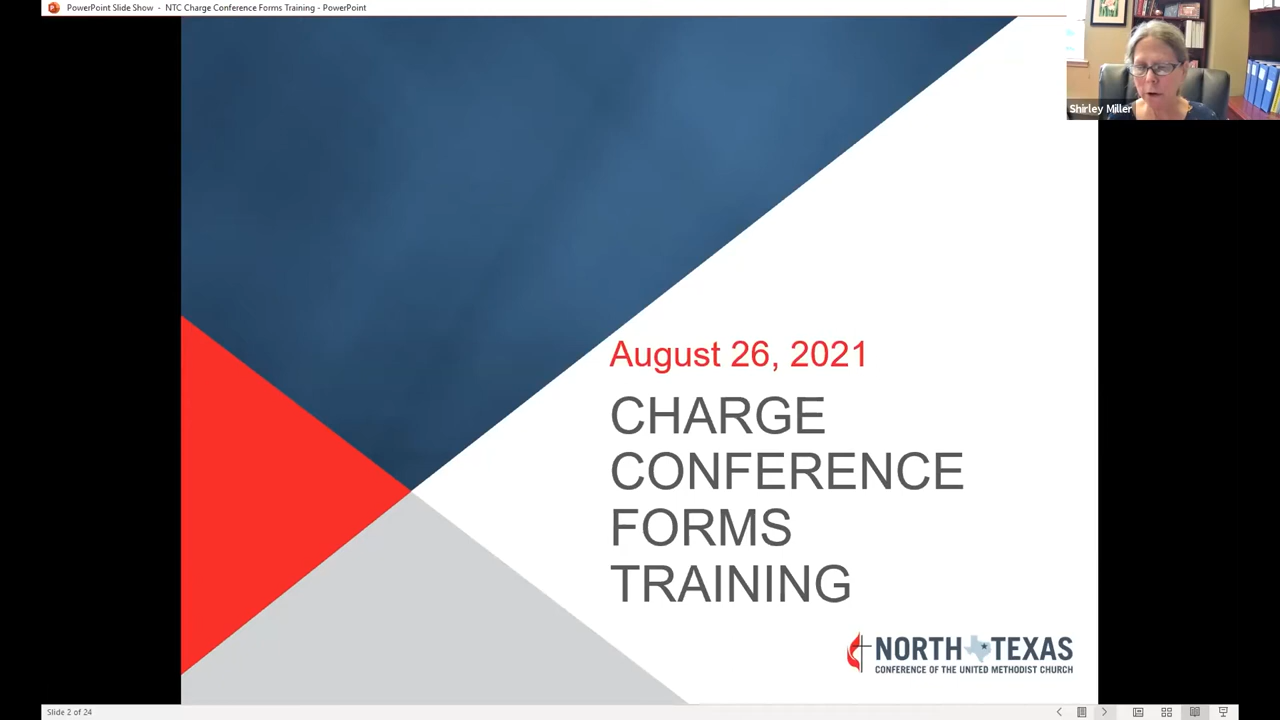 PowerPoint Slide Show - NTC Charge Conference Forms Training - PowerPoint
Shirley Miller
August 26, 2021
CHARGE
CONFERENCE
FORMS
TRAINING
NORTH TEXAS
CONFERENCE OF THE UNITED METHODIST CHURCH
Slide 2 of 24